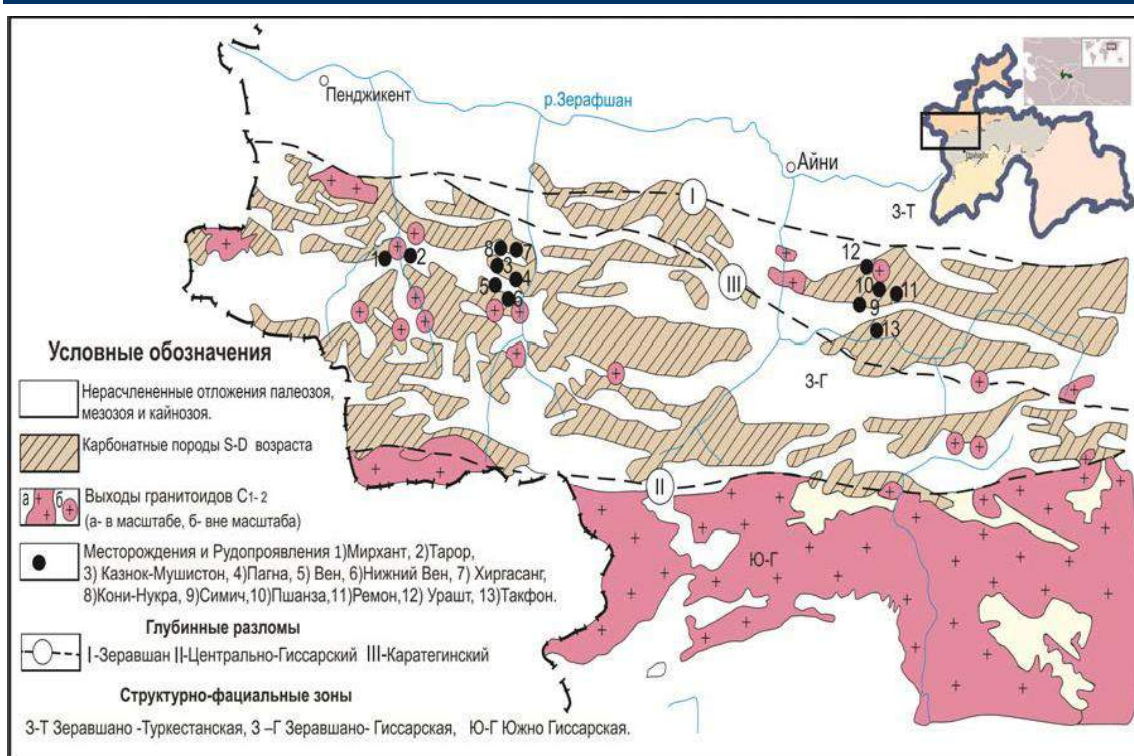 Пенджикент
р.Зерафшан
Айни
З-Т
I
III
12
10
11
9
13
8
7
3
4
5
6
1
2
З-Г
II
Ю-Г
Условные обозначения
Нерасчлененные отложения палеозоя,
мезозоя и кайнозоя.
Карбонатные породы S-D возраста
а б
Выходы гранитоидов С1-2
(а- в масштабе, б- вне масштаба)
Месторождения и Рудопроявления 1)Мирхант, 2)Тарор,
3) Казнок-Мушистон, 4)Пагна, 5) Вен, 6)Нижний Вен, 7) Хиргасанг,
8)Кони-Нукра, 9)Симич,10)Пшанза,11)Ремон,12) Урашт, 13)Такфон.
Глубинные разломы
I-Зеравшан II-Центрально-Гиссарский III-Каратегинский
Структурно-фациальные зоны
З-Т Зеравшано -Туркестанская, З –Г Зеравшано- Гиссарская, Ю-Г Южно Гиссарская.